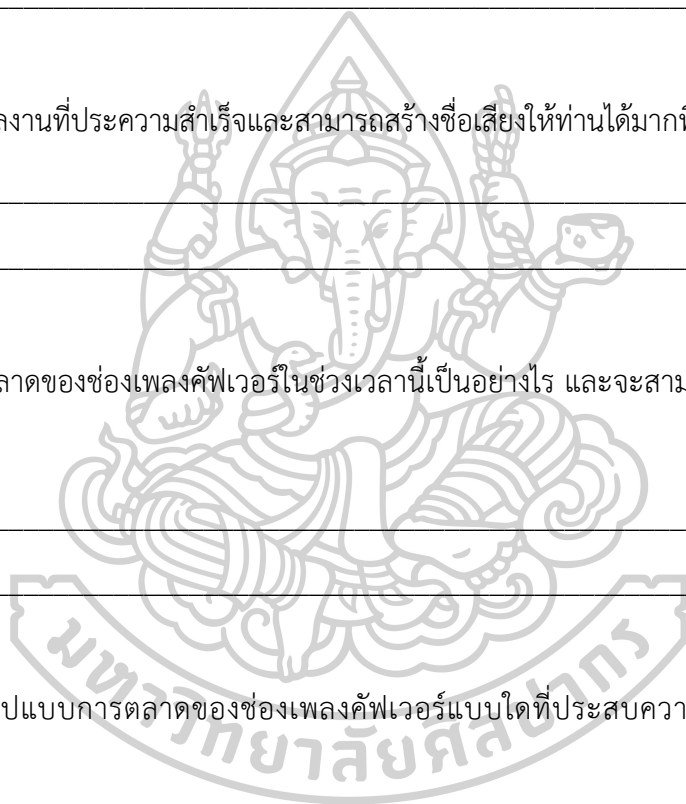 ลงานที่ประความสำเร็จและสามารถสร้างชื่อเสียงให้ท่านได้มากที
ลาดของช่องเพลงคัฟเวอร์ในช่วงเวลานี้เป็นอย่างไร และจะสาม
ปแบบการตลาดของช่องเพลงคัฟเวอร์แบบใดที่ประสบควา
มหาวิทยาลัยศิลปากร